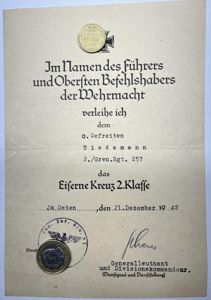 Im Namen des Führers
und Obersten Befehlshabers
der Wehrmacht
verleihe ich
dem
O.Gefreiten
Tiedemann
2./Gren.Rgt. 257
das
Eiserne Kreuz 2.Klasse
Im Osten, den 21.Dezember 1942
Generalleutnant
und Divisionskommandeur.
(Dienstgrad und Dienststellung)